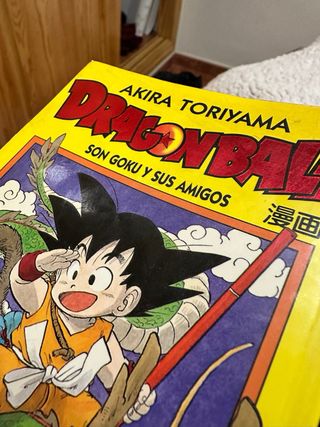 AKIRA TORIYAMA
DRAGON BALL
SON GOKU Y SUS AMIGOS
漫画